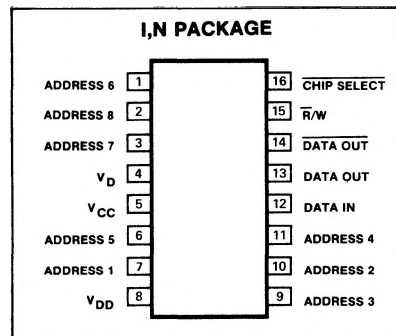 I,N PACKAGE
ADDRESS 6 1
ADDRESS 8 2
ADDRESS 7 3
VD 4
VCC 5
ADDRESS 5 6
ADDRESS 1 7
VDD 8
16 CHIP SELECT
15 R/W
14 DATA OUT
13 DATA OUT
12 DATA IN
11 ADDRESS 4
10 ADDRESS 2
9 ADDRESS 3